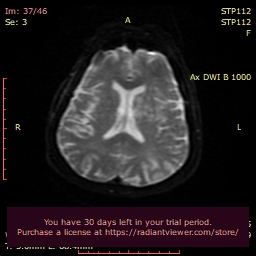 Im: 37/46
Se: 3
A
STP112
STP112
F
Ax DWI B 1000
R
L
You have 30 days left in your trial period.
Purchase a license at https://radiantviewer.com/store/